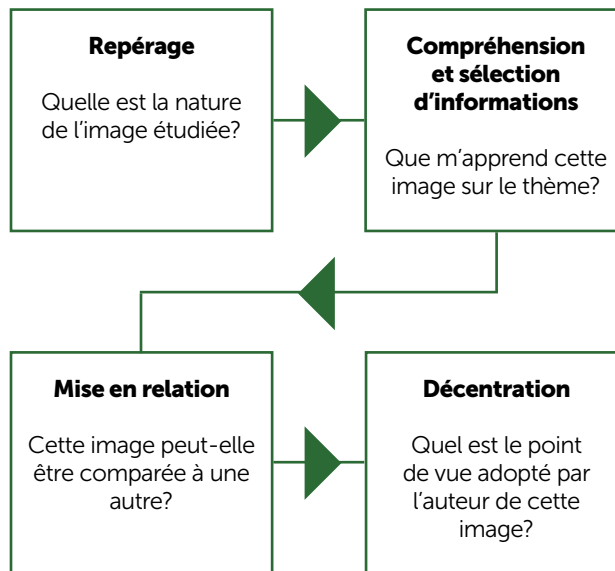 Repérage
Quelle est la nature
de l’image étudiée?
Compréhension
et sélection
d’informations
Que m’apprend cette
image sur le thème?
Mise en relation
Cette image peut-elle
être comparée à une
autre?
Décentration
Quel est le point
de vue adopté par
l’auteur de cette
image?